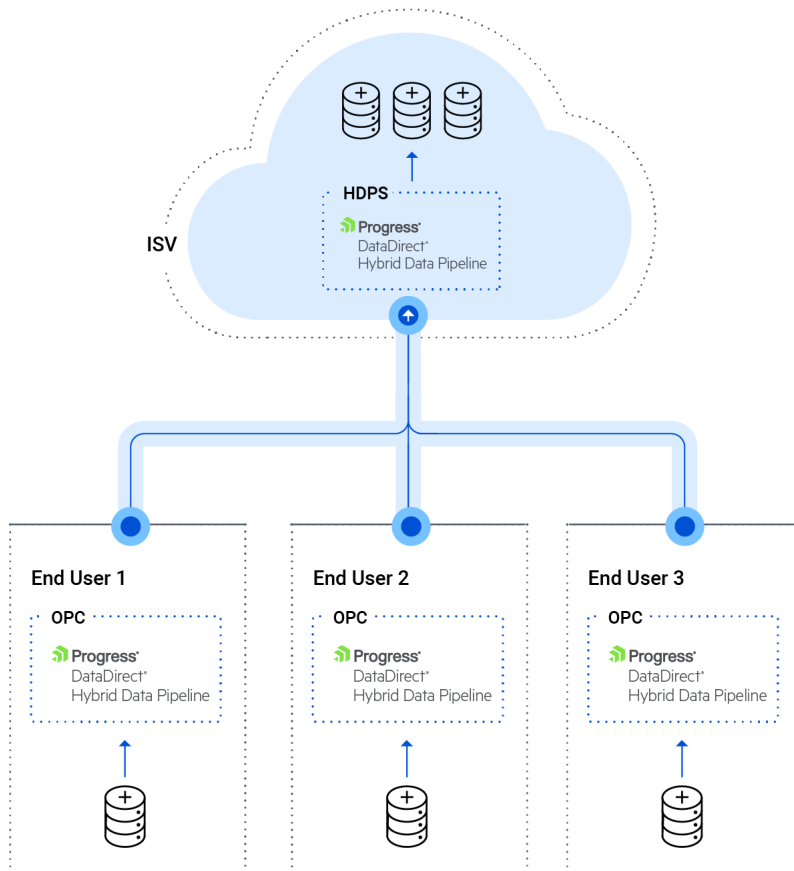 HDPS
Progress®
DataDirect®
Hybrid Data Pipeline
ISV
End User 1
OPC
Progress®
DataDirect®
Hybrid Data Pipeline
End User 2
OPC
Progress®
DataDirect®
Hybrid Data Pipeline
End User 3
OPC
Progress®
DataDirect®
Hybrid Data Pipeline